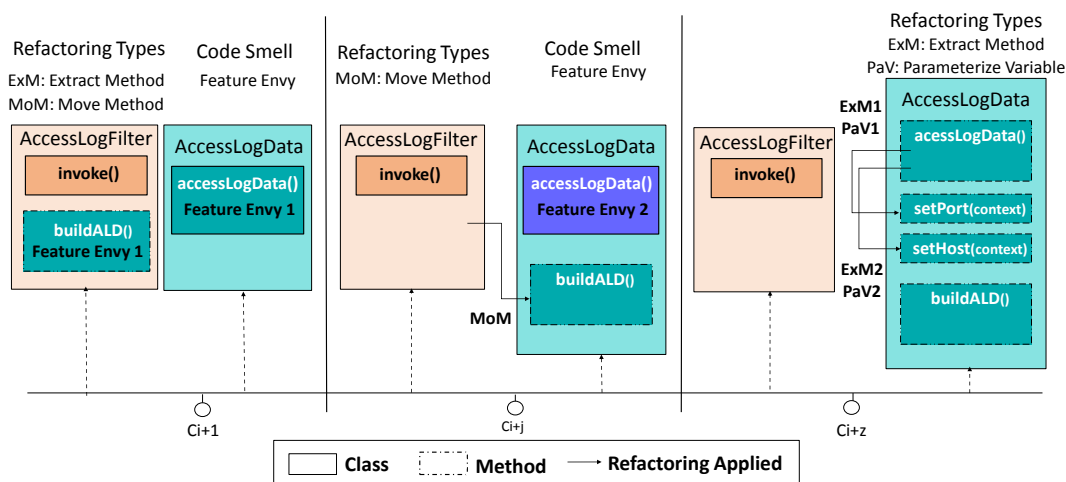 Refactoring Types
ExM: Extract Method
MoM: Move Method
Code Smell
Feature Envy
AccessLogFilter
invoke()
buildALD()
Feature Envy 1
AccessLogData
accessLogData()
Feature Envy 1
Refactoring Types
MoM: Move Method
Code Smell
Feature Envy
AccessLogFilter
invoke()
MoM
AccessLogData
accessLogData()
Feature Envy 2
buildALD()
Refactoring Types
ExM: Extract Method
PaV: Parameterize Variable
AccessLogFilter
invoke()
ExM1
PaV1
AccessLogData
acessLogData()
setPort(context)
setHost(context)
ExM2
PaV2
buildALD()
Ci+1
Ci+j
Ci+z
Class
Method
Refactoring Applied